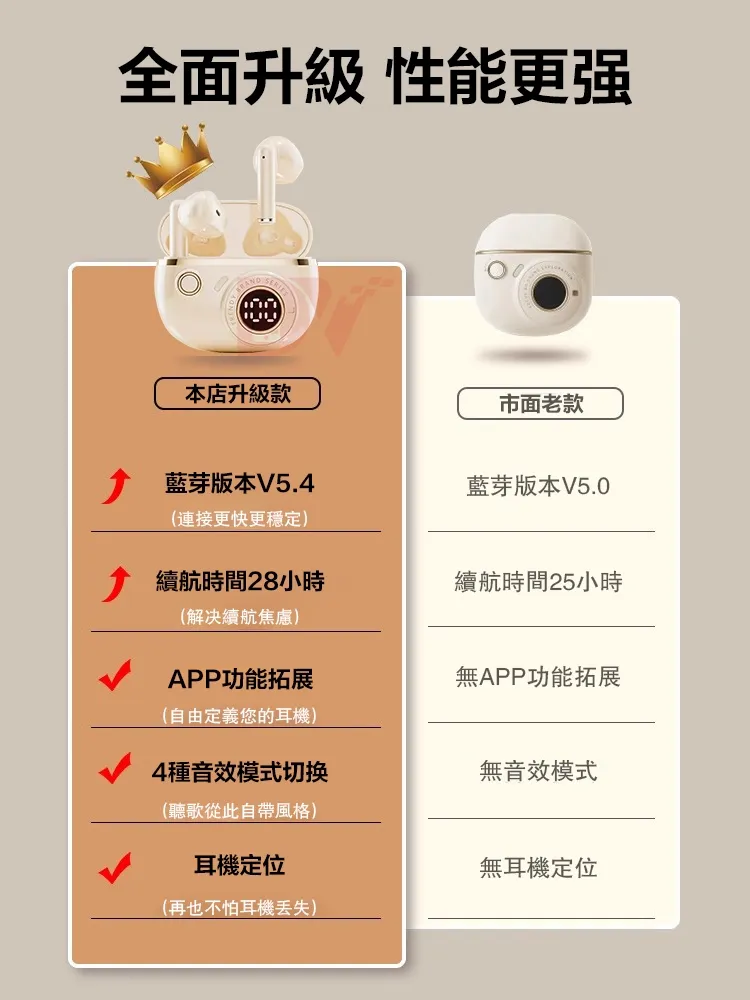 全面升級 性能更强
100
TRENDY BRAND SERIES
本店升級款
市面老款
藍芽版本V5.4
(連接更快更穩定)
藍芽版本V5.0
續航時間28小時
(解决續航焦慮)
續航時間25小時
APP功能拓展
(自由定義您的耳機)
無APP功能拓展
4種音效模式切换
(聽歌從此自帶風格)
無音效模式
耳機定位
(再也不怕耳機丢失)
無耳機定位